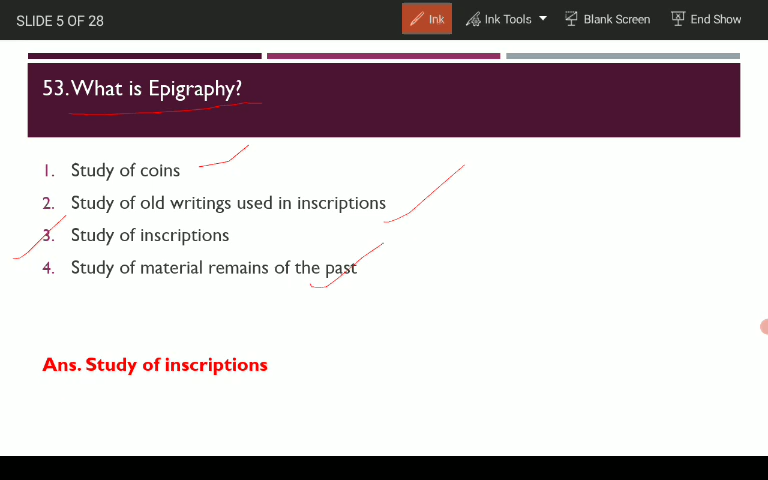 SLIDE 5 OF 28
Ink
Ink Tools
Blank Screen
End Show
53. What is Epigraphy?
1. Study of coins
2. Study of old writings used in inscriptions
3. Study of inscriptions
4. Study of material remains of the past
Ans. Study of inscriptions